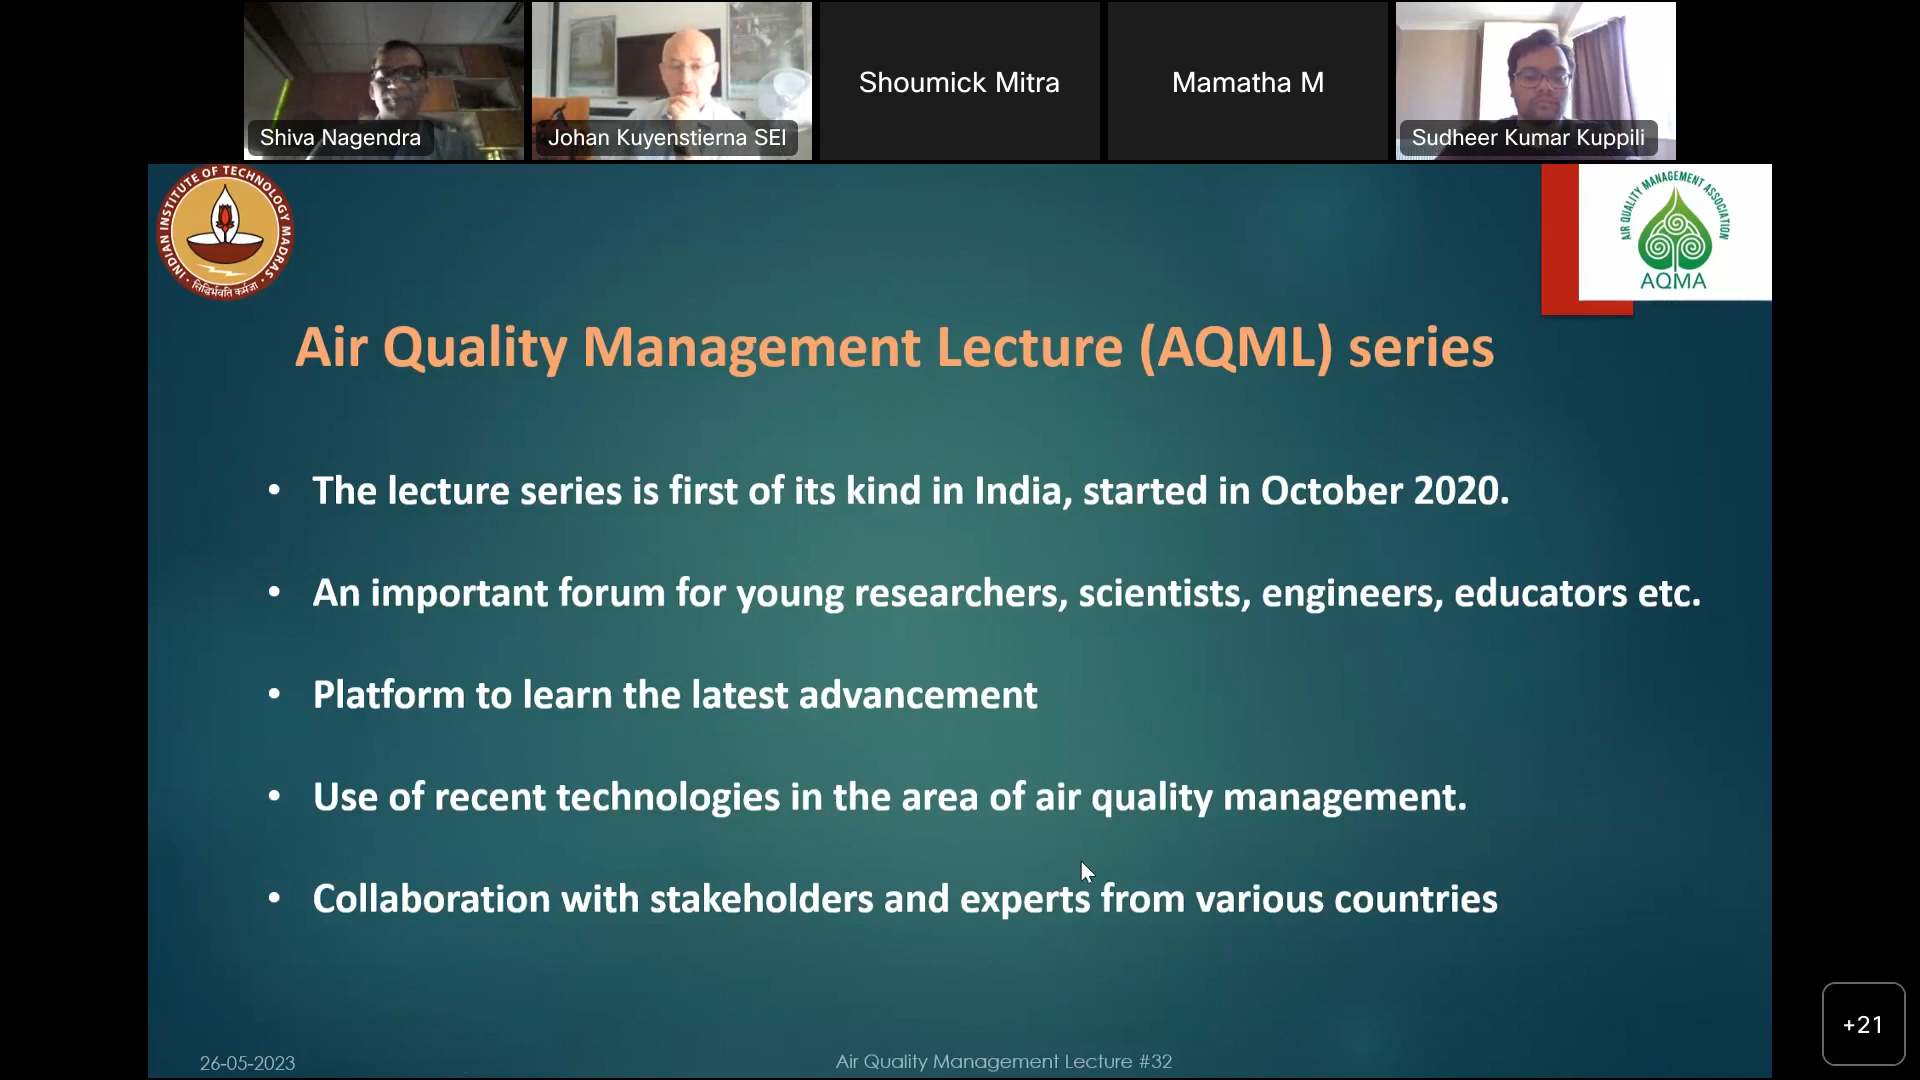 Shiva Nagendra
Johan Kuyenstierna SEI
Shoumick Mitra
Mamatha M
Sudheer Kumar Kuppili
INDIAN INSTITUTE OF TECHNOLOGY MADRAS
सिद्धिर्भवति कर्मजा
AIR QUALITY MANAGEMENT ASSOCIATION
AQMA
Air Quality Management Lecture (AQML) series
• The lecture series is first of its kind in India, started in October 2020.
• An important forum for young researchers, scientists, engineers, educators etc.
• Platform to learn the latest advancement
• Use of recent technologies in the area of air quality management.
• Collaboration with stakeholders and experts from various countries
+21
26-05-2023
Air Quality Management Lecture #32